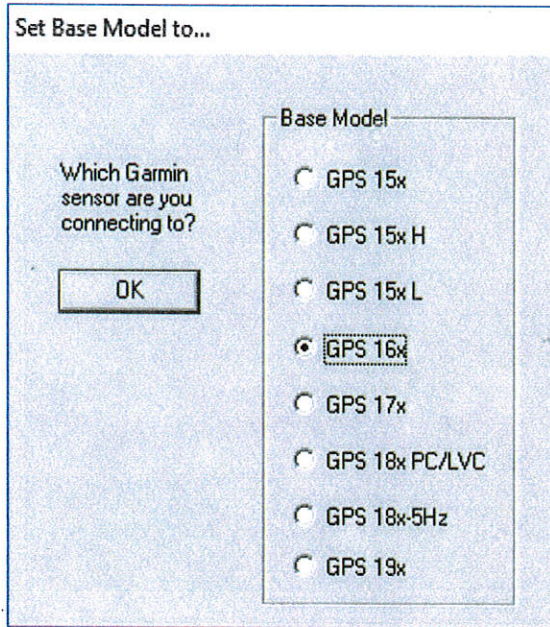 Set Base Model to...
Which Garmin
sensor are you
connecting to?
OK
Base Model
GPS 15x
GPS 15x H
GPS 15x L
GPS 16x
GPS 17x
GPS 18x PC/LVC
GPS 18x-5Hz
GPS 19x